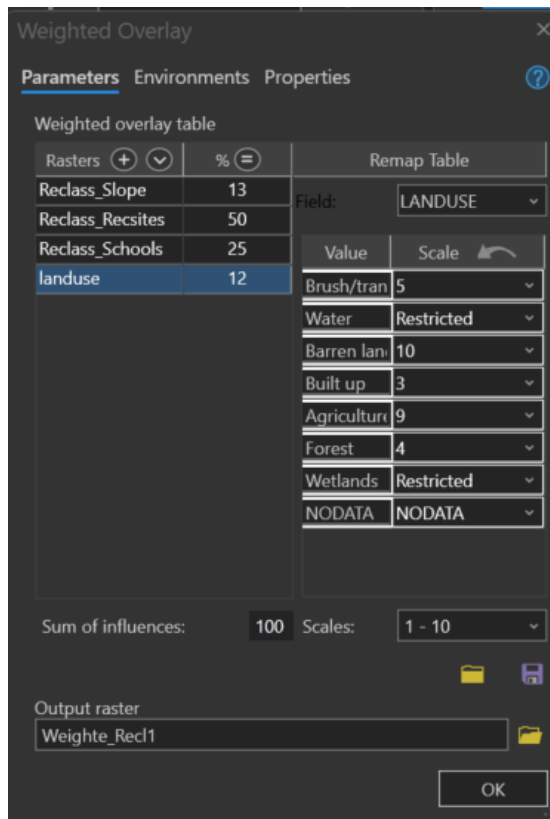 Weighted Overlay
Parameters Environments Properties ?
Weighted overlay table
Rasters % Remap Table
Reclass_Slope 13
Reclass_Recsites 50
Reclass_Schools 25
landuse 12
Field: LANDUSE
Value Scale
Brush/tran 5
Water Restricted
Barren lan 10
Built up 3
Agriculture 9
Forest 4
Wetlands Restricted
NODATA NODATA
Sum of influences: 100 Scales: 1 - 10
Output raster
Weighte_Recl1
OK